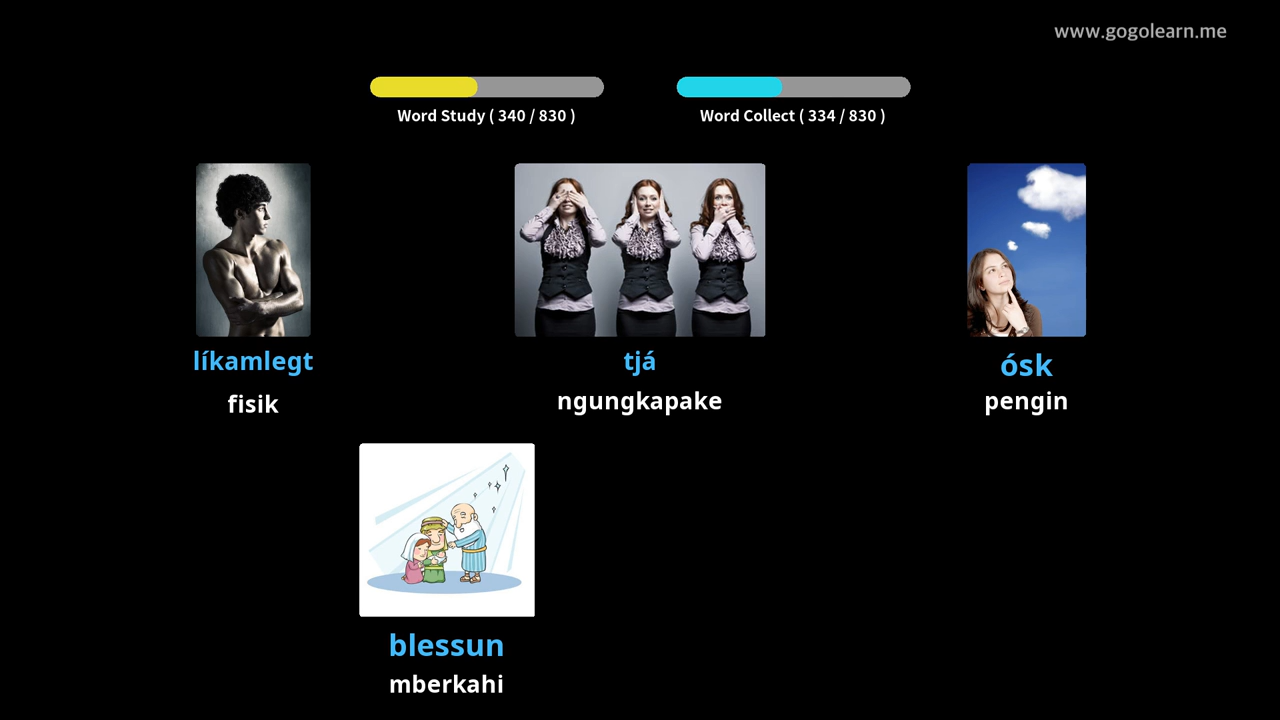 www.gogolearn.me
Word Study ( 340 / 830 )
Word Collect ( 334 / 830 )
líkamlegt
fisik
tjá
ngungkapake
ósk
pengin
blessun
mberkahi